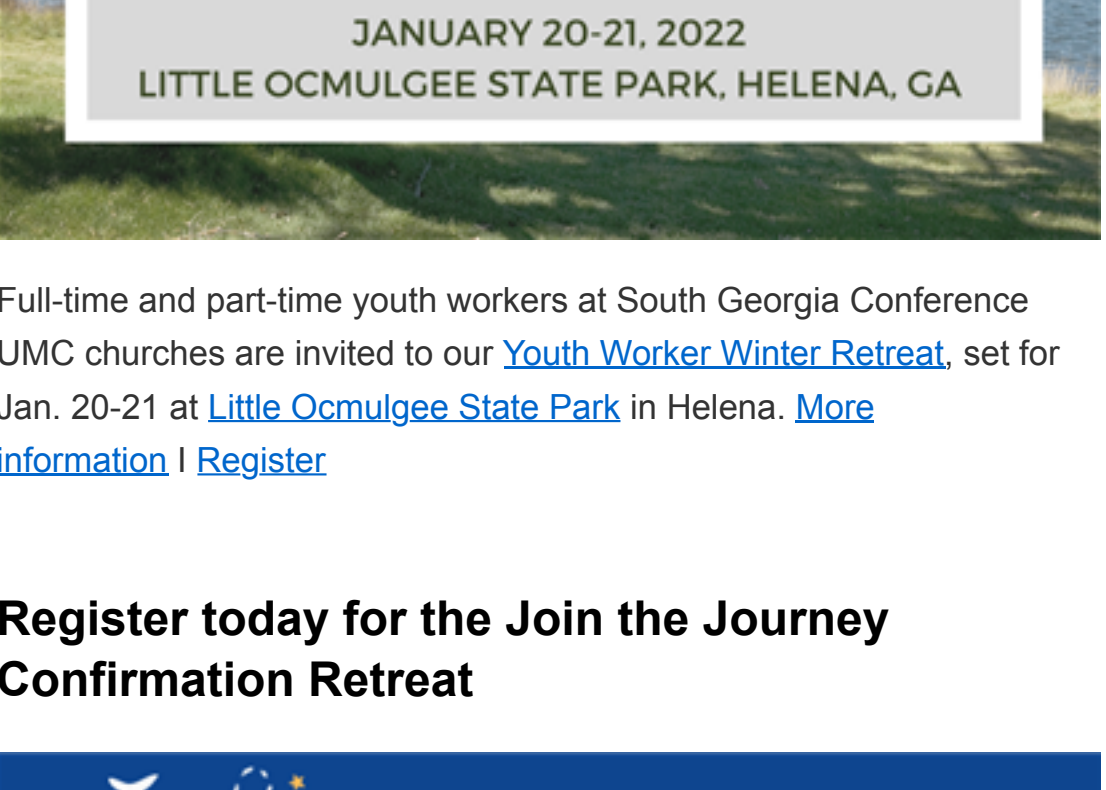 JANUARY 20-21, 2022
LITTLE OCMULGEE STATE PARK, HELENA, GA
Full-time and part-time youth workers at South Georgia Conference
UMC churches are invited to our Youth Worker Winter Retreat, set for
Jan. 20-21 at Little Ocmulgee State Park in Helena. More
information I Register
Register today for the Join the Journey
Confirmation Retreat